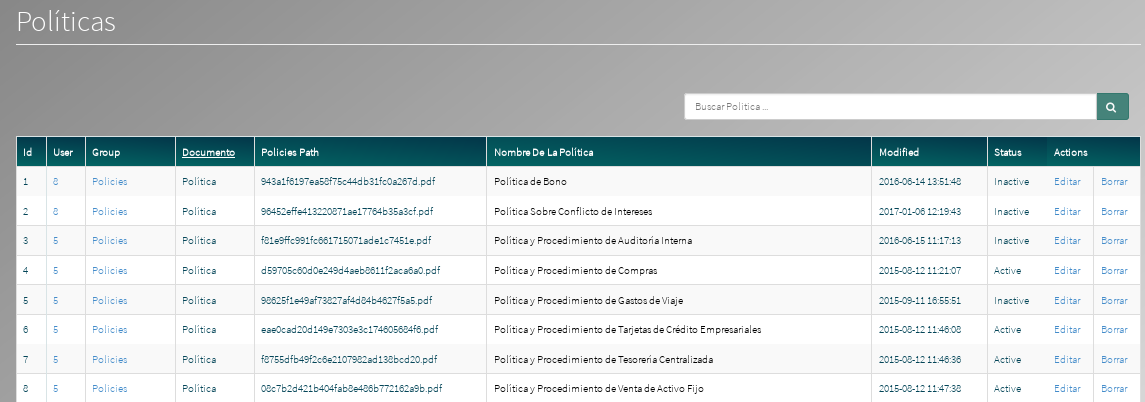 Políticas
Buscar Política ...
Id User Group Documento Policies Path Nombre De La Política Modified Status Actions
1 8 Policies Política 943a1f6197ea58f75c44db31fc0a267d.pdf Política de Bono 2016-06-14 13:51:48 Inactive Editar Borrar
2 8 Policies Política 96452effe413220871ae17764b35a3cf.pdf Política Sobre Conflicto de Intereses 2017-01-06 12:19:43 Inactive Editar Borrar
3 5 Policies Política f81e9ffc991fc661715071ade1c7451e.pdf Política y Procedimiento de Auditoría Interna 2016-06-15 11:17:13 Inactive Editar Borrar
4 5 Policies Política d59705c60d0e249d4aeb8611f2aca6a0.pdf Política y Procedimiento de Compras 2015-08-12 11:21:07 Active Editar Borrar
5 5 Policies Política 98625f1e49af73827af4d84b4627f5a5.pdf Política y Procedimiento de Gastos de Viaje 2015-09-11 16:55:51 Inactive Editar Borrar
6 5 Policies Política eae0cad20d149e7303e3c174605684f6.pdf Política y Procedimiento de Tarjetas de Crédito Empresariales 2015-08-12 11:46:08 Active Editar Borrar
7 5 Policies Política f8755dfb49f2c6e2107982ad138bcd20.pdf Política y Procedimiento de Tesorería Centralizada 2015-08-12 11:46:36 Active Editar Borrar
8 5 Policies Política 08c7b2d421b404fab8e486b772162a9b.pdf Política y Procedimiento de Venta de Activo Fijo 2015-08-12 11:47:38 Active Editar Borrar